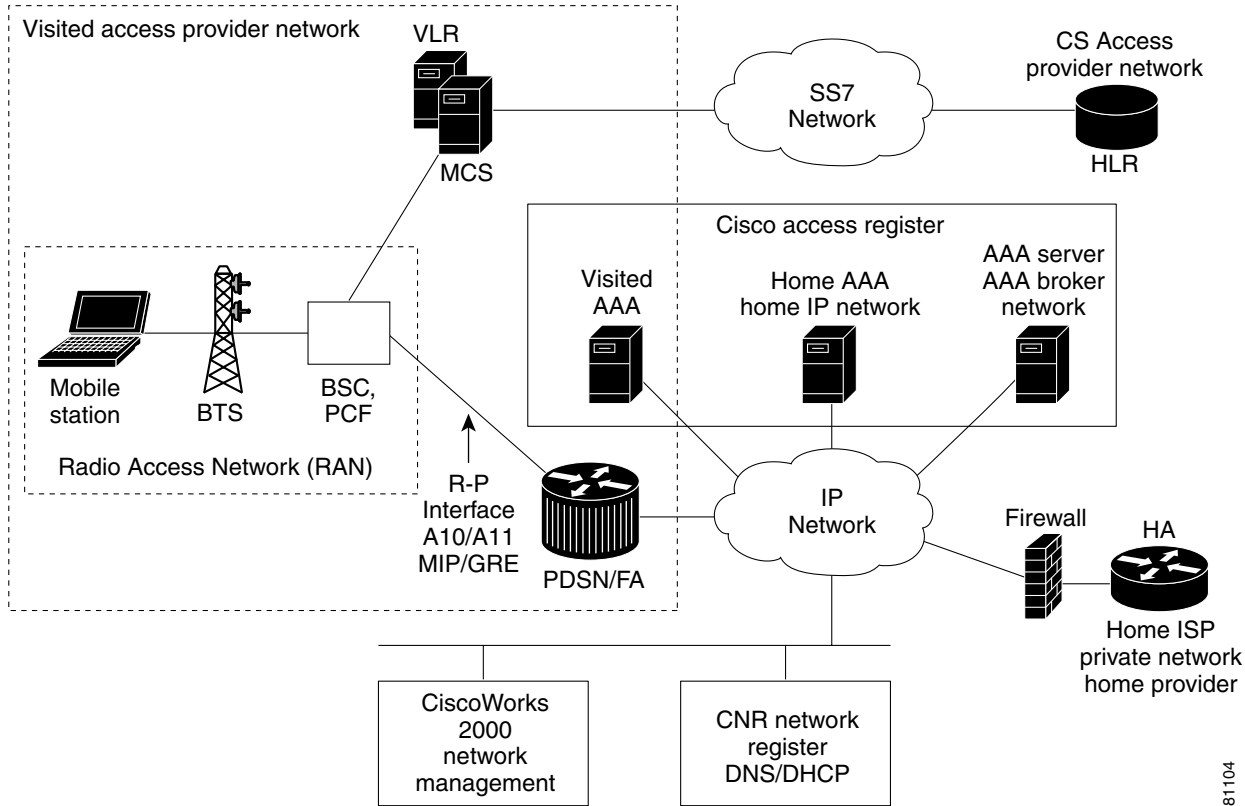 Visited access provider network
VLR
MCS
SS7
Network
CS Access
provider network
HLR
Cisco access register
Visited
AAA
Home AAA
home IP network
AAA server
AAA broker
network
Mobile
station
BTS
BSC,
PCF
Radio Access Network (RAN)
R-P
Interface
A10/A11
MIP/GRE
PDSN/FA
IP
Network
Firewall
HA
Home ISP
private network
home provider
CiscoWorks
2000
network
management
CNR network
register
DNS/DHCP
81104